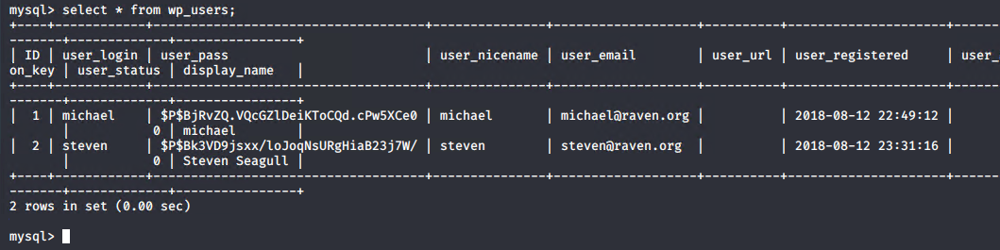 mysql> select * from wp_users;
+----+------------+------------------------------------+---------------+-------------------+----------+---------------------+------
-------+-------------+----------------+
| ID | user_login | user_pass                          | user_nicename | user_email        | user_url | user_registered     | user_
on_key | user_status | display_name   |
+----+------------+------------------------------------+---------------+-------------------+----------+---------------------+------
-------+-------------+----------------+
|  1 | michael    | $P$BjRvZQ.VQcGZlDeiKToCQd.cPw5XCe0 | michael       | michael@raven.org |          | 2018-08-12 22:49:12 |
       |           0 | michael        |
|  2 | steven     | $P$Bk3VD9jsxx/loJoqNsURgHiaB23j7W/ | steven        | steven@raven.org  |          | 2018-08-12 23:31:16 |
       |           0 | Steven Seagull |
+----+------------+------------------------------------+---------------+-------------------+----------+---------------------+------
-------+-------------+----------------+
2 rows in set (0.00 sec)
mysql>